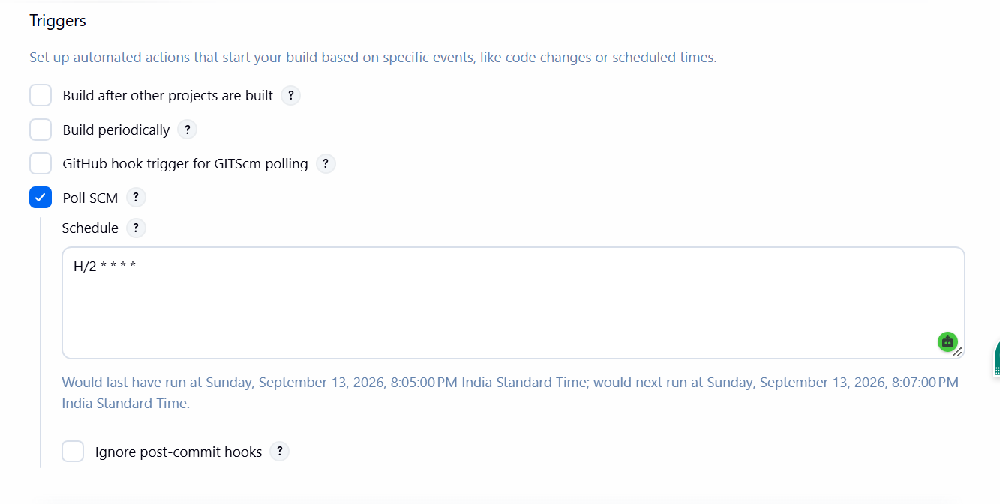 Triggers
Set up automated actions that start your build based on specific events, like code changes or scheduled times.
Build after other projects are built ?
Build periodically ?
GitHub hook trigger for GITScm polling ?
Poll SCM ?
Schedule ?
H/2 * * * *
Would last have run at Sunday, September 13, 2026, 8:05:00 PM India Standard Time; would next run at Sunday, September 13, 2026, 8:07:00 PM
India Standard Time.
Ignore post-commit hooks ?